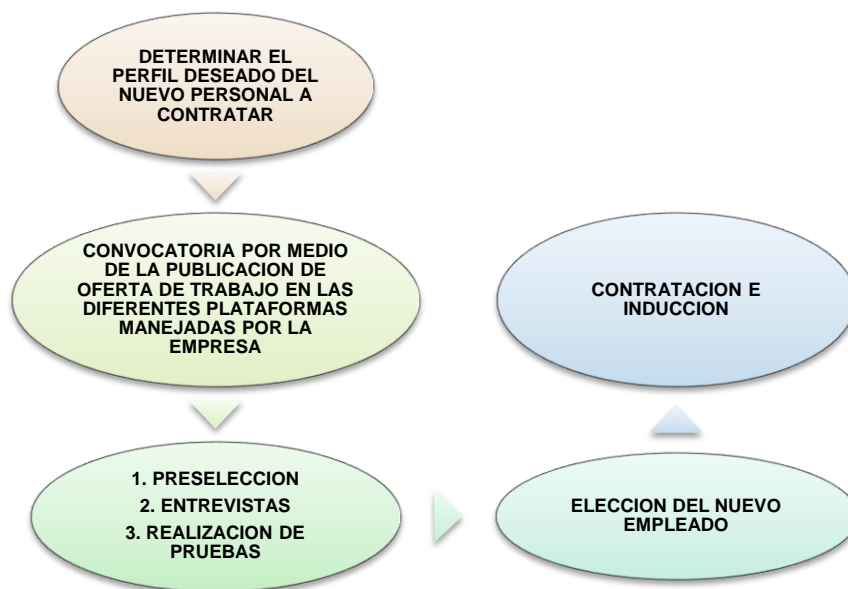 DETERMINAR EL
PERFIL DESEADO DEL
NUEVO PERSONAL A
CONTRATAR
CONVOCATORIA POR MEDIO
DE LA PUBLICACION DE
OFERTA DE TRABAJO EN LAS
DIFERENTES PLATAFORMAS
MANEJADAS POR LA
EMPRESA
1. PRESELECCION
2. ENTREVISTAS
3. REALIZACION DE
PRUEBAS
ELECCION DEL NUEVO
EMPLEADO
CONTRATACION E
INDUCCION